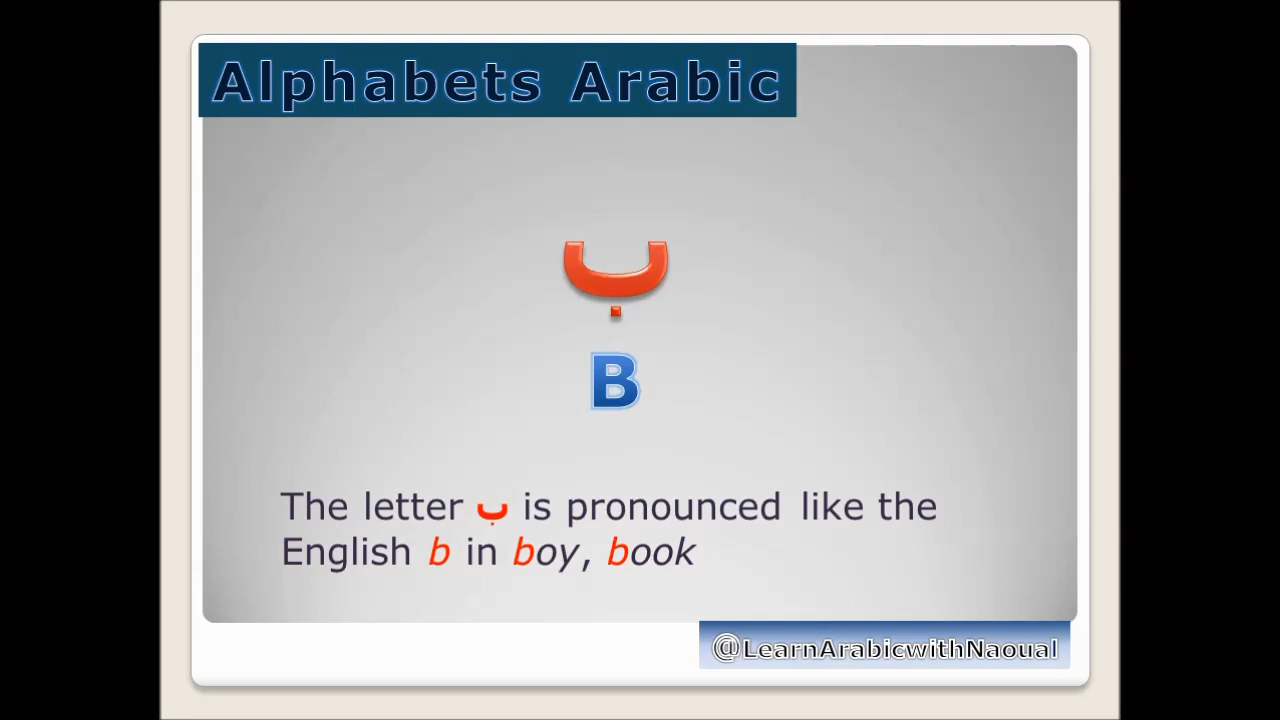 Alphabets Arabic
ب
B
The letter ب is pronounced like the
English b in boy, book
@LearnArabicwithNaoual